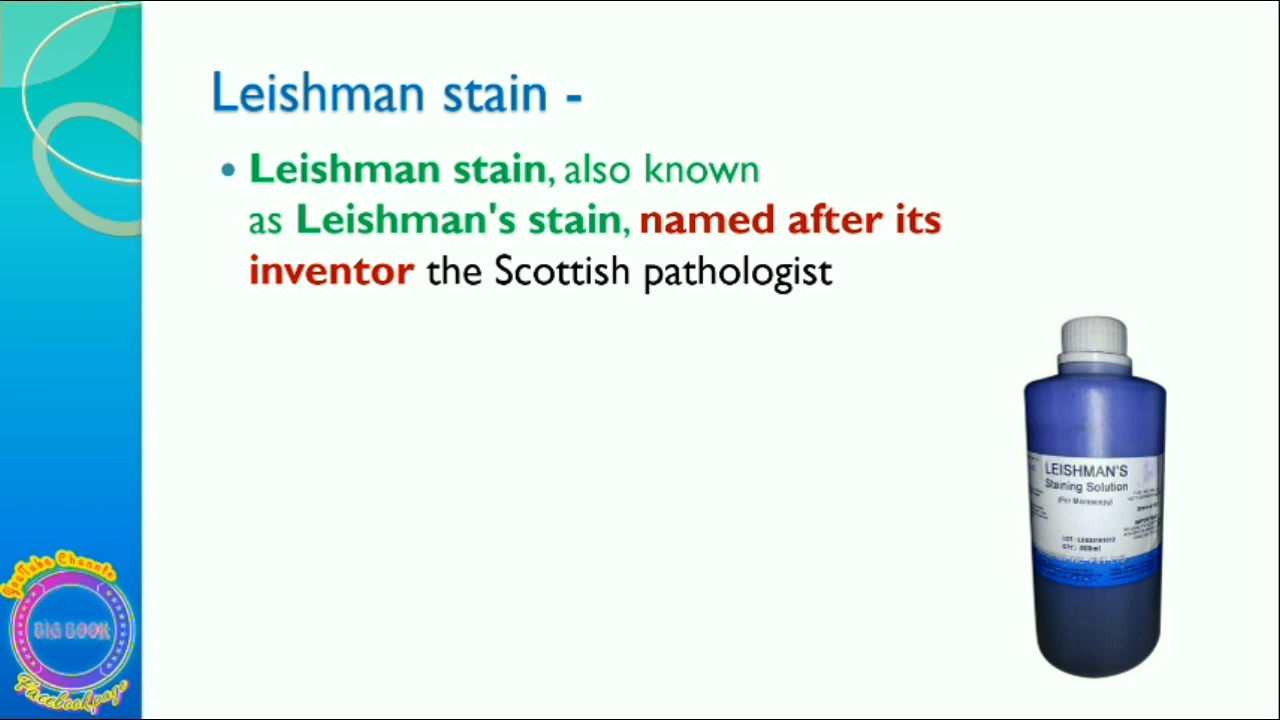 Leishman stain -
• Leishman stain, also known
as Leishman's stain, named after its
inventor the Scottish pathologist
LEISHMAN'S
Staining Solution
(For Microscopy)
YouTube Channle
BIG BOOK
Facebook page